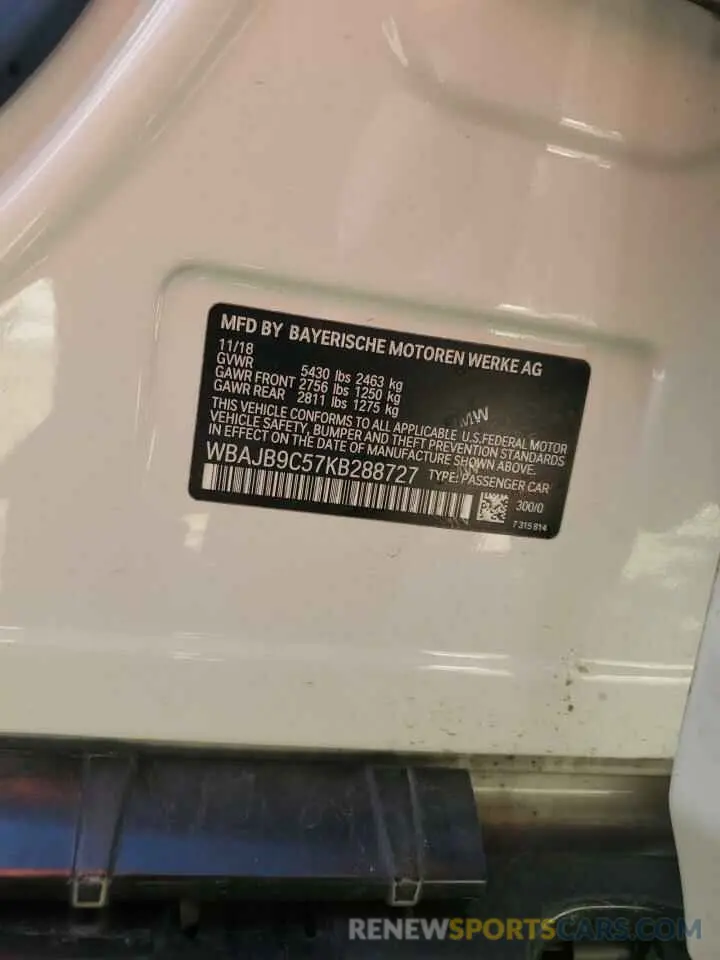 MFD BY BAYERISCHE MOTOREN WERKE AG
11/18
GVWR 5430 lbs 2463 kg
GAWR FRONT 2756 lbs 1250 kg
GAWR REAR 2811 lbs 1275 kg
THIS VEHICLE CONFORMS TO ALL APPLICABLE U.S.FEDERAL MOTOR
VEHICLE SAFETY, BUMPER AND THEFT PREVENTION STANDARDS
IN EFFECT ON THE DATE OF MANUFACTURE SHOWN ABOVE.
WBAJB9C57KB288727 TYPE: PASSENGER CAR
300/0
7315814
RENEWSPORTSCARS.COM